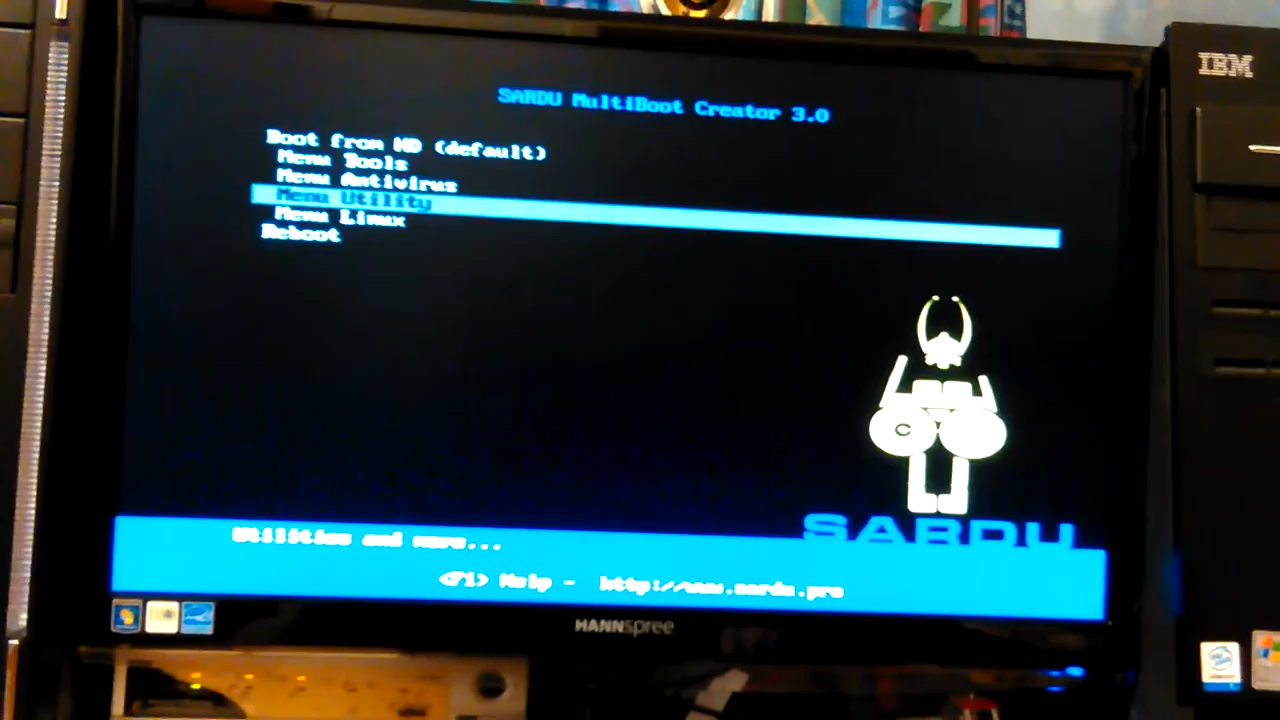 IBM
SARDU MultiBoot Creator 3.0
Boot from HD (default)
Menu Tools
Menu Antivirus
Menu Utility
Menu Linux
Reboot
SARDU
Utilities and more...
<F1> Help - http://www.sardu.pro
HANNspree